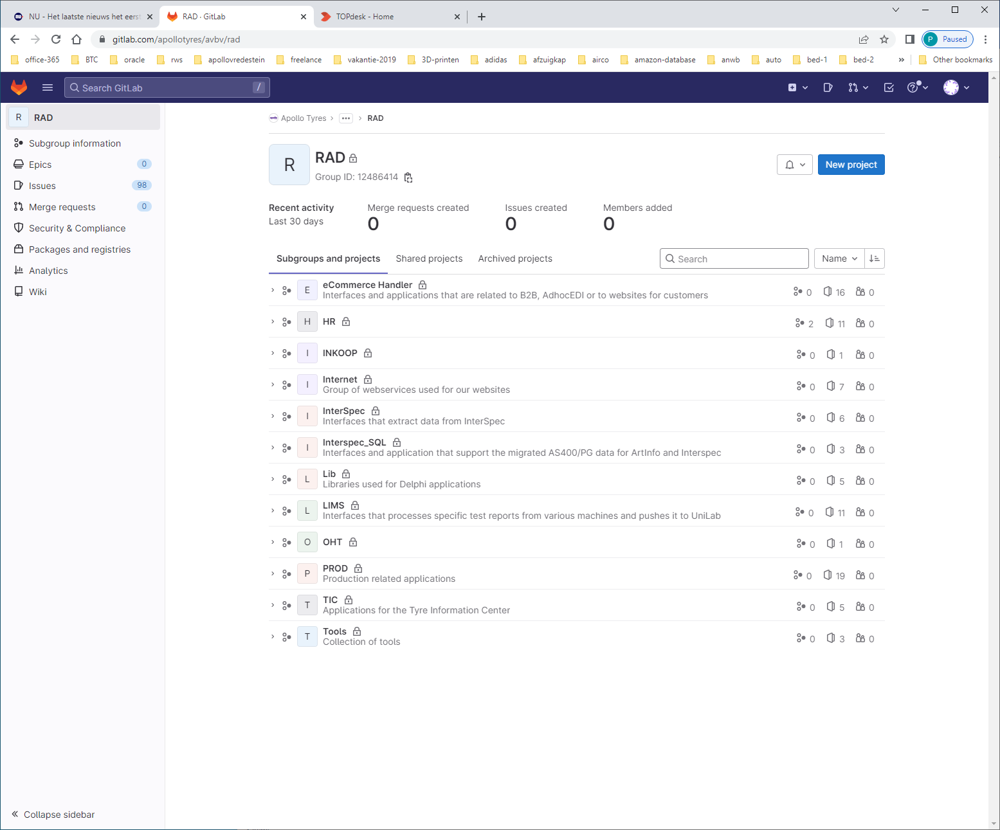 NU - Het laatste nieuws het eerst
RAD · GitLab
TOPdesk - Home
gitlab.com/apollotyres/avbv/rad
P Paused
office-365 BTC oracle rws apollovredestein freelance vakantie-2019 3D-printen adidas afzuigkap airco amazon-database anwb auto bed-1 bed-2 » Other bookmarks
Search GitLab /
R RAD
Subgroup information
Epics 0
Issues 98
Merge requests 0
Security & Compliance
Packages and registries
Analytics
Wiki
Apollo Tyres › ••• › RAD
R
RAD
Group ID: 12486414
New project
Recent activity
Last 30 days
Merge requests created
0
Issues created
0
Members added
0
Subgroups and projects Shared projects Archived projects Search Name
E eCommerce Handler 0 16 0
Interfaces and applications that are related to B2B, AdhocEDI or to websites for customers
H HR 2 11 0
I INKOOP 0 1 0
I Internet 0 7 0
Group of webservices used for our websites
I InterSpec 0 6 0
Interfaces that extract data from InterSpec
I Interspec_SQL 0 3 0
Interfaces and application that support the migrated AS400/PG data for ArtInfo and Interspec
L Lib 0 5 0
Libraries used for Delphi applications
L LIMS 0 11 0
Interfaces that processes specific test reports from various machines and pushes it to UniLab
O OHT 0 1 0
P PROD 0 19 0
Production related applications
T TIC 0 5 0
Applications for the Tyre Information Center
T Tools 0 3 0
Collection of tools
« Collapse sidebar